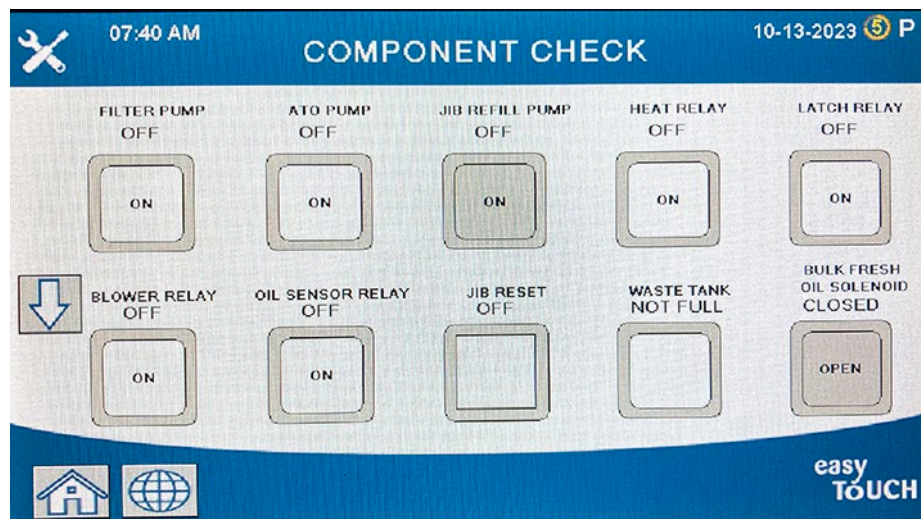 07:40 AM
COMPONENT CHECK
10-13-2023 5 P
FILTER PUMP
OFF
ON
ATO PUMP
OFF
ON
JIB REFILL PUMP
OFF
ON
HEAT RELAY
OFF
ON
LATCH RELAY
OFF
ON
BLOWER RELAY
OFF
ON
OIL SENSOR RELAY
OFF
ON
JIB RESET
OFF
WASTE TANK
NOT FULL
BULK FRESH
OIL SOLENOID
CLOSED
OPEN
easy
TOUCH